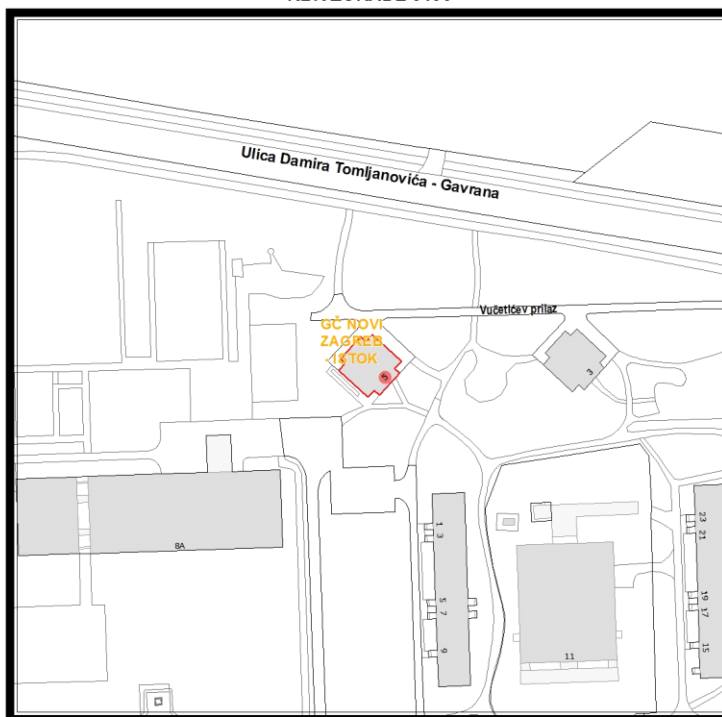 Ulica Damira Tomljanovića - Gavrana
Vučetićev prilaz
GČ NOVI
ZAGREB
- ISTOK
5
3
8A
1
3
5
7
9
11
23
21
19
17
15